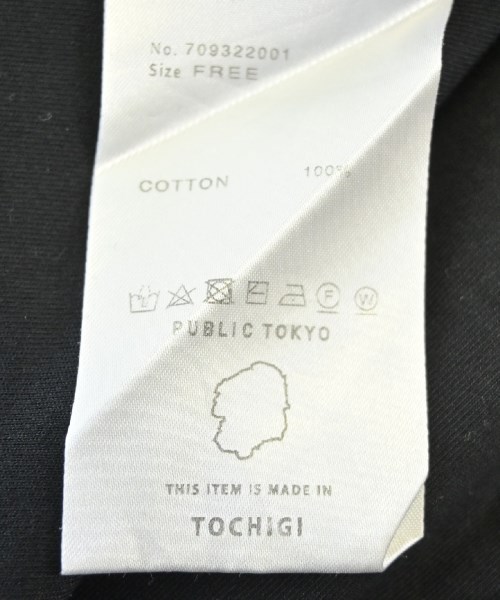 No. 709322001
Size FREE
COTTON 100%
F W
PUBLIC TOKYO
THIS ITEM IS MADE IN
TOCHIGI